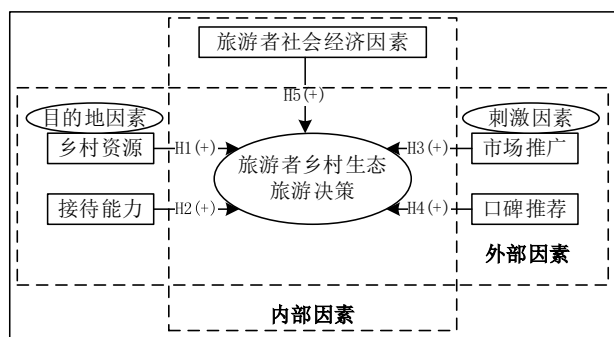 旅游者社会经济因素
H5(+)
目的地因素
刺激因素
乡村资源
H1(+)
旅游者乡村生态
旅游决策
H3(+)
市场推广
接待能力
H2(+)
H4(+)
口碑推荐
外部因素
内部因素